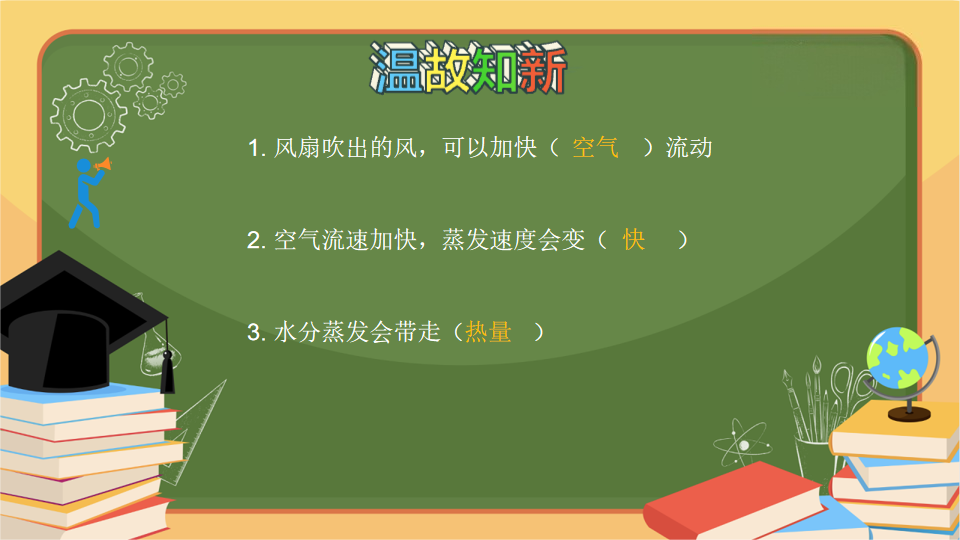 温故知新
1. 风扇吹出的风，可以加快（ 空气 ）流动
2. 空气流速加快，蒸发速度会变（ 快 ）
3. 水分蒸发会带走（热量 ）